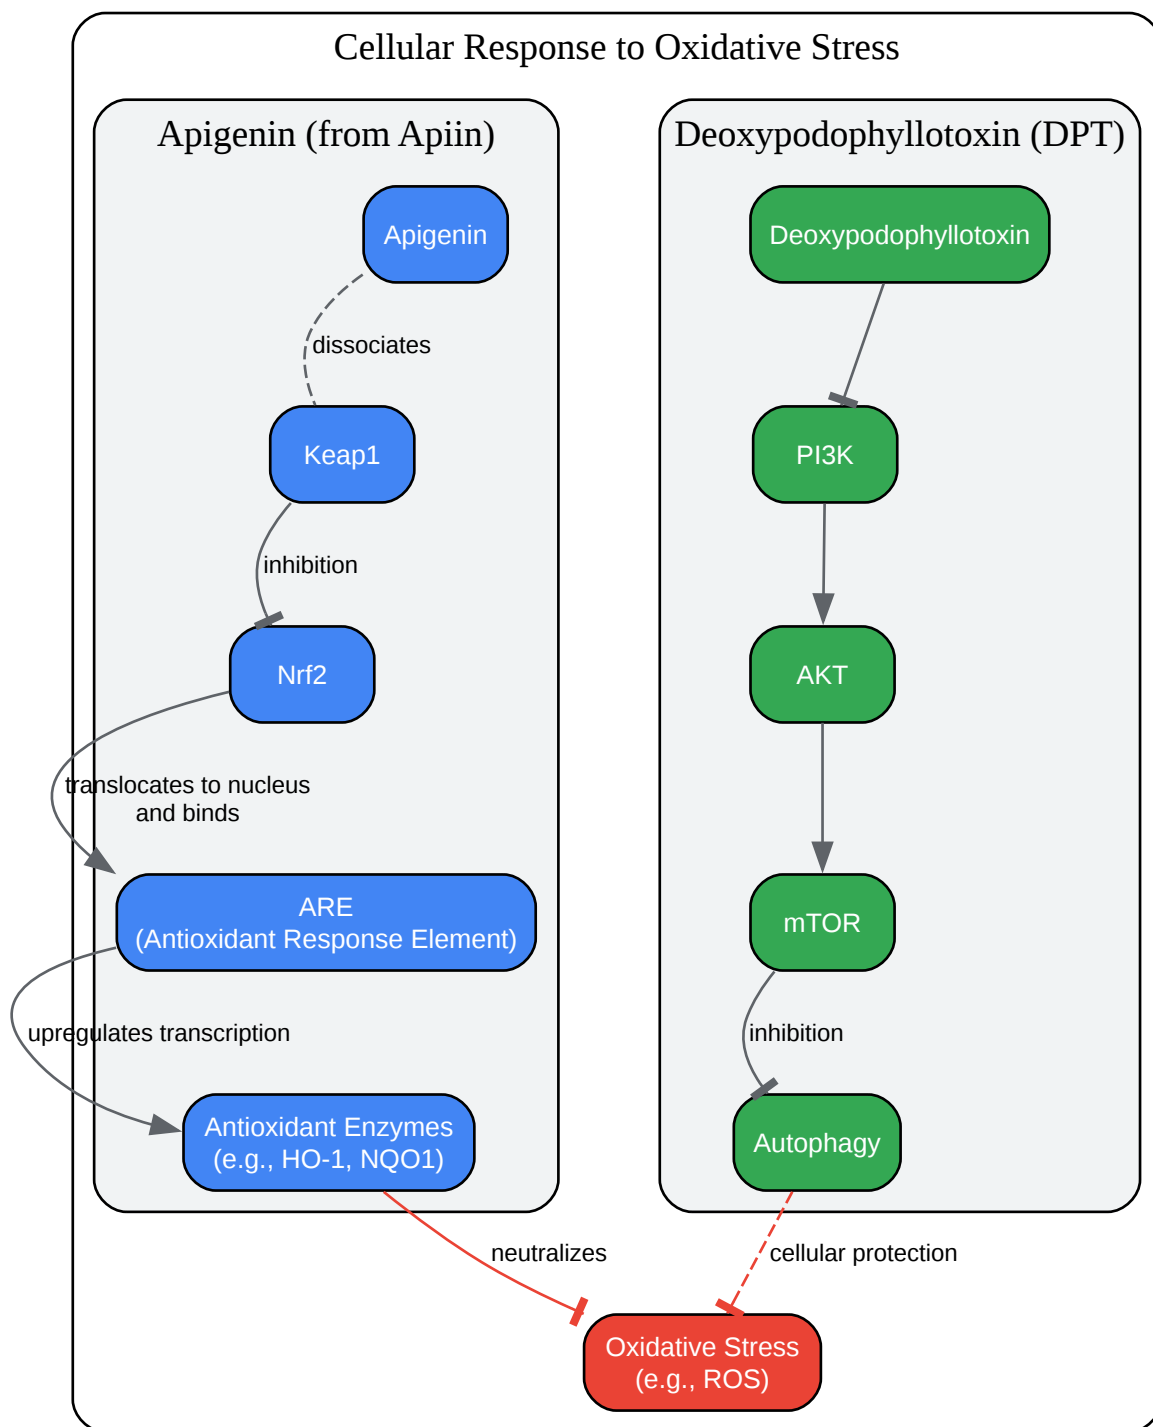 Cellular Response to Oxidative Stress
Apigenin (from Apiin)
Apigenin
dissociates
Keap1
inhibition
Nrf2
translocates to nucleus
and binds
ARE
(Antioxidant Response Element)
upregulates transcription
Antioxidant Enzymes
(e.g., HO-1, NQO1)
neutralizes
Deoxypodophyllotoxin (DPT)
Deoxypodophyllotoxin
PI3K
AKT
mTOR
inhibition
Autophagy
cellular protection
Oxidative Stress
(e.g., ROS)